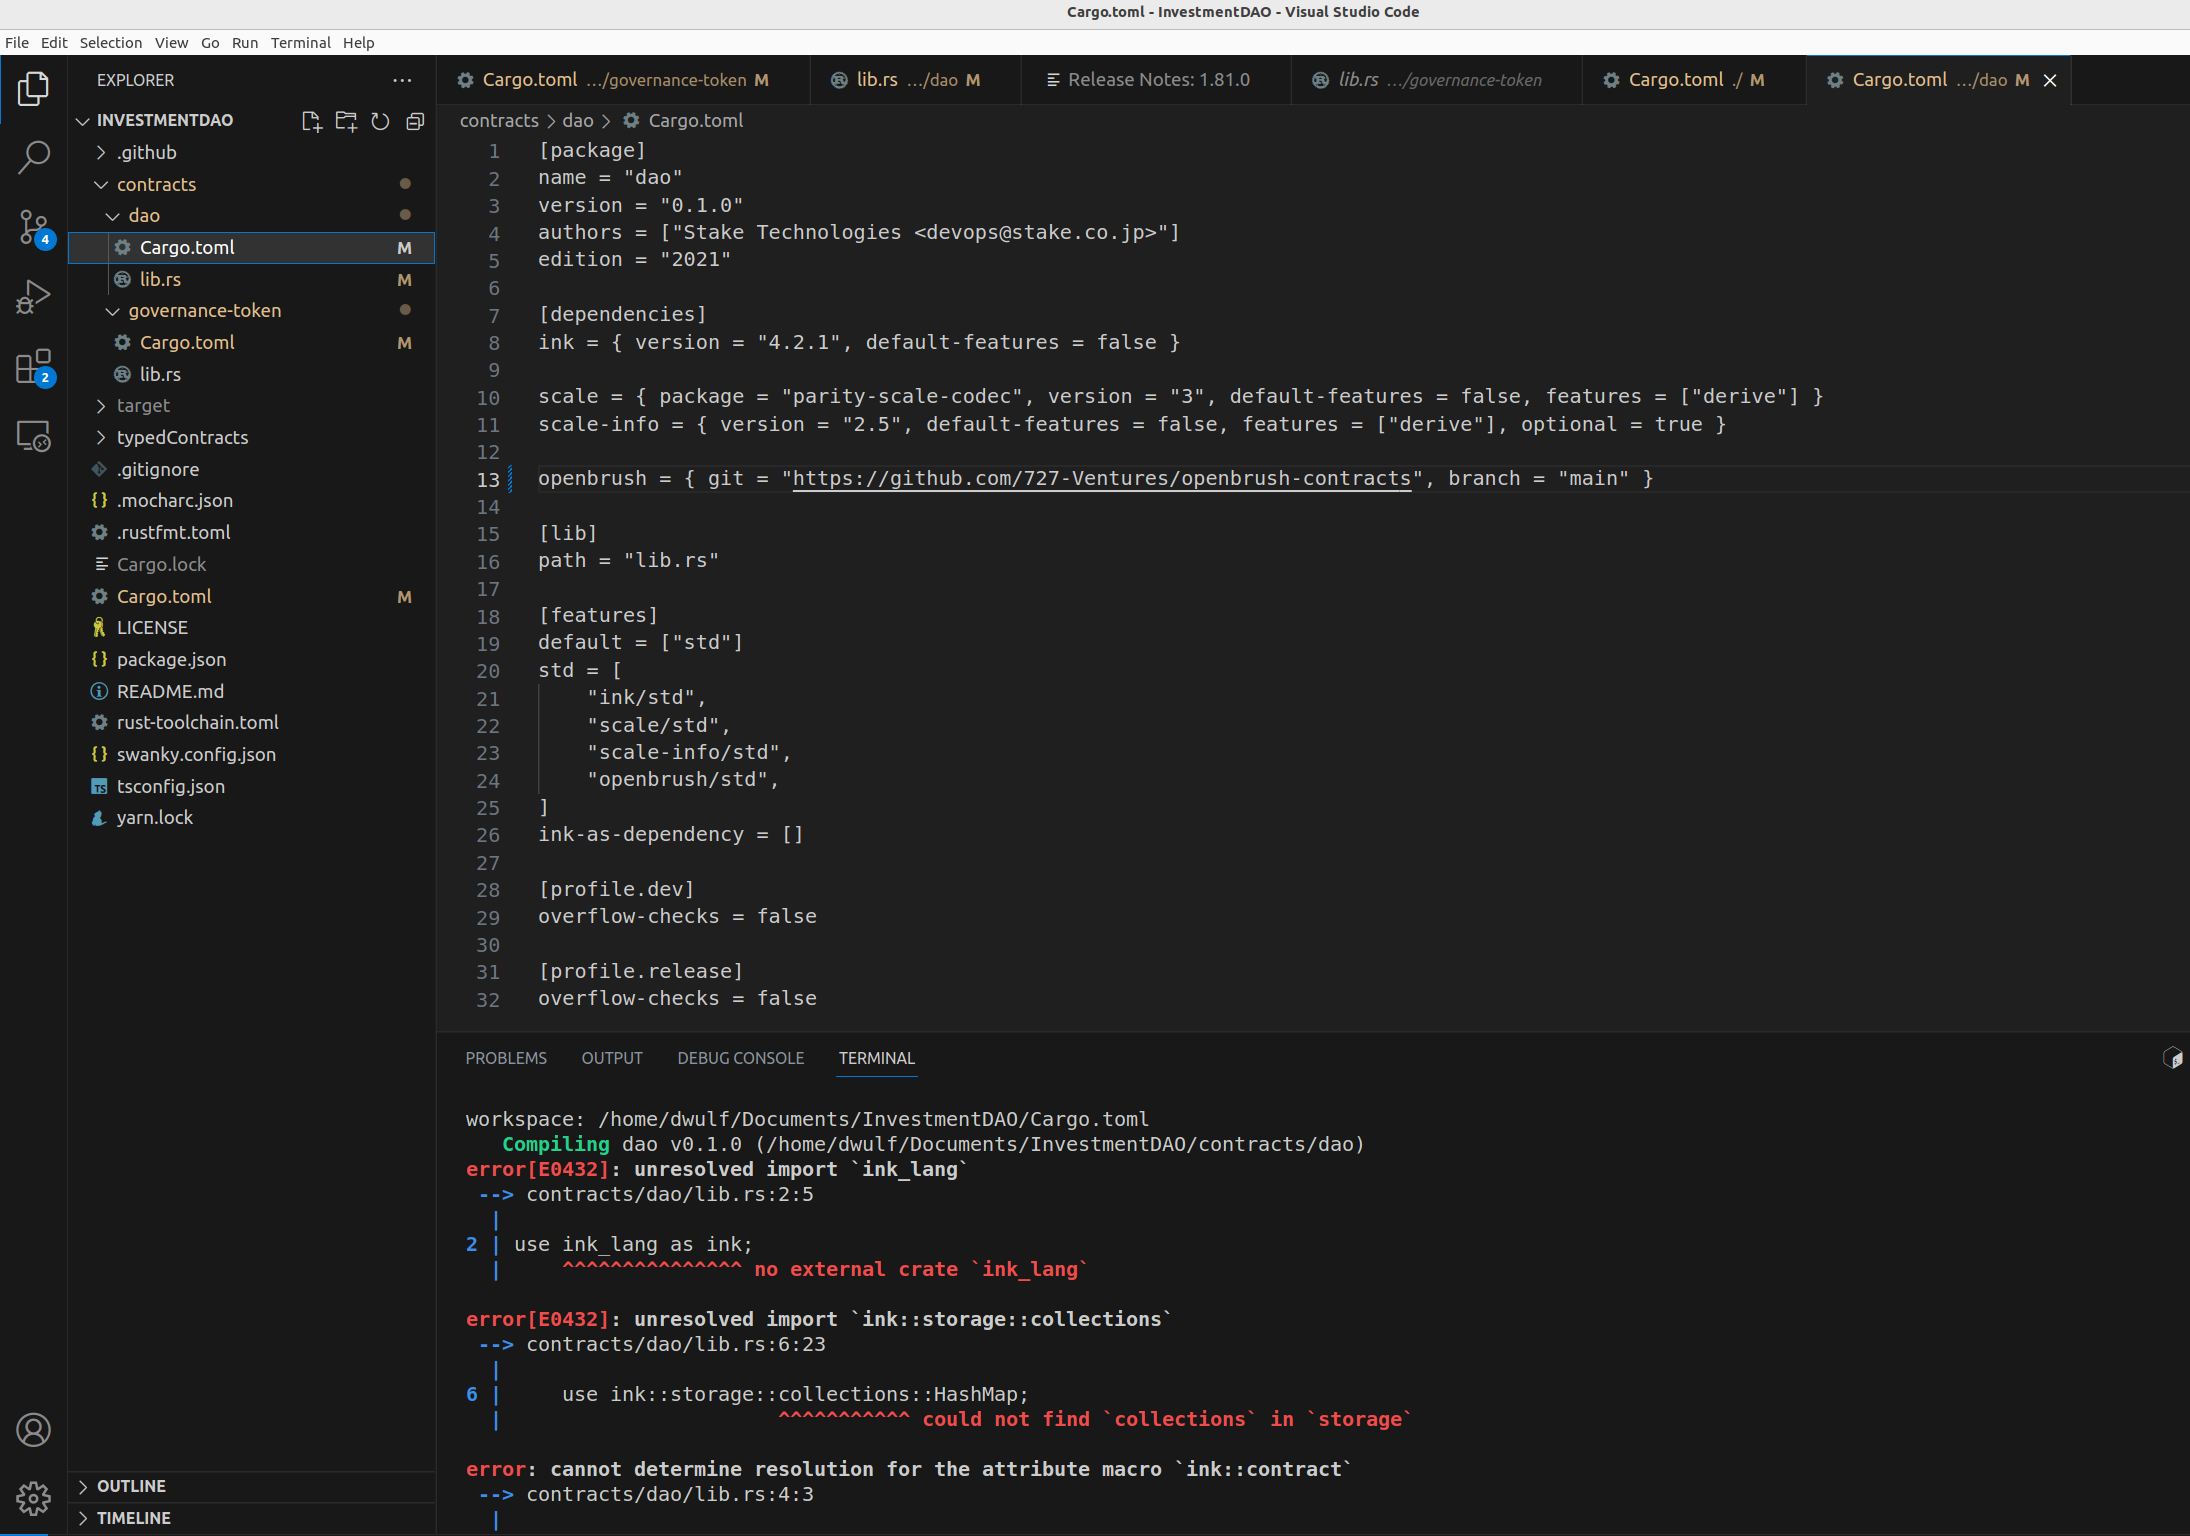 Cargo.toml - InvestmentDAO - Visual Studio Code
File Edit Selection View Go Run Terminal Help
EXPLORER
INVESTMENTDAO
.github
contracts
dao
Cargo.toml M
lib.rs M
governance-token
Cargo.toml M
lib.rs
target
typedContracts
.gitignore
.mocharc.json
.rustfmt.toml
Cargo.lock
Cargo.toml M
LICENSE
package.json
README.md
rust-toolchain.toml
swanky.config.json
tsconfig.json
yarn.lock
OUTLINE
TIMELINE
4
2
Cargo.toml .../governance-token M
lib.rs .../dao M
Release Notes: 1.81.0
lib.rs .../governance-token
Cargo.toml ./ M
Cargo.toml .../dao M
contracts > dao > Cargo.toml
1 [package]
2 name = "dao"
3 version = "0.1.0"
4 authors = ["Stake Technologies <devops@stake.co.jp>"]
5 edition = "2021"
6
7 [dependencies]
8 ink = { version = "4.2.1", default-features = false }
9
10 scale = { package = "parity-scale-codec", version = "3", default-features = false, features = ["derive"] }
11 scale-info = { version = "2.5", default-features = false, features = ["derive"], optional = true }
12
13 openbrush = { git = "https://github.com/727-Ventures/openbrush-contracts", branch = "main" }
14
15 [lib]
16 path = "lib.rs"
17
18 [features]
19 default = ["std"]
20 std = [
21 "ink/std",
22 "scale/std",
23 "scale-info/std",
24 "openbrush/std",
25 ]
26 ink-as-dependency = []
27
28 [profile.dev]
29 overflow-checks = false
30
31 [profile.release]
32 overflow-checks = false
PROBLEMS OUTPUT DEBUG CONSOLE TERMINAL
workspace: /home/dwulf/Documents/InvestmentDAO/Cargo.toml
Compiling dao v0.1.0 (/home/dwulf/Documents/InvestmentDAO/contracts/dao)
error[E0432]: unresolved import `ink_lang`
--> contracts/dao/lib.rs:2:5
|
2 | use ink_lang as ink;
| ^^^^^^^^^^^^^^^ no external crate `ink_lang`
error[E0432]: unresolved import `ink::storage::collections`
--> contracts/dao/lib.rs:6:23
|
6 | use ink::storage::collections::HashMap;
| ^^^^^^^^^^^ could not find `collections` in `storage`
error: cannot determine resolution for the attribute macro `ink::contract`
--> contracts/dao/lib.rs:4:3
|